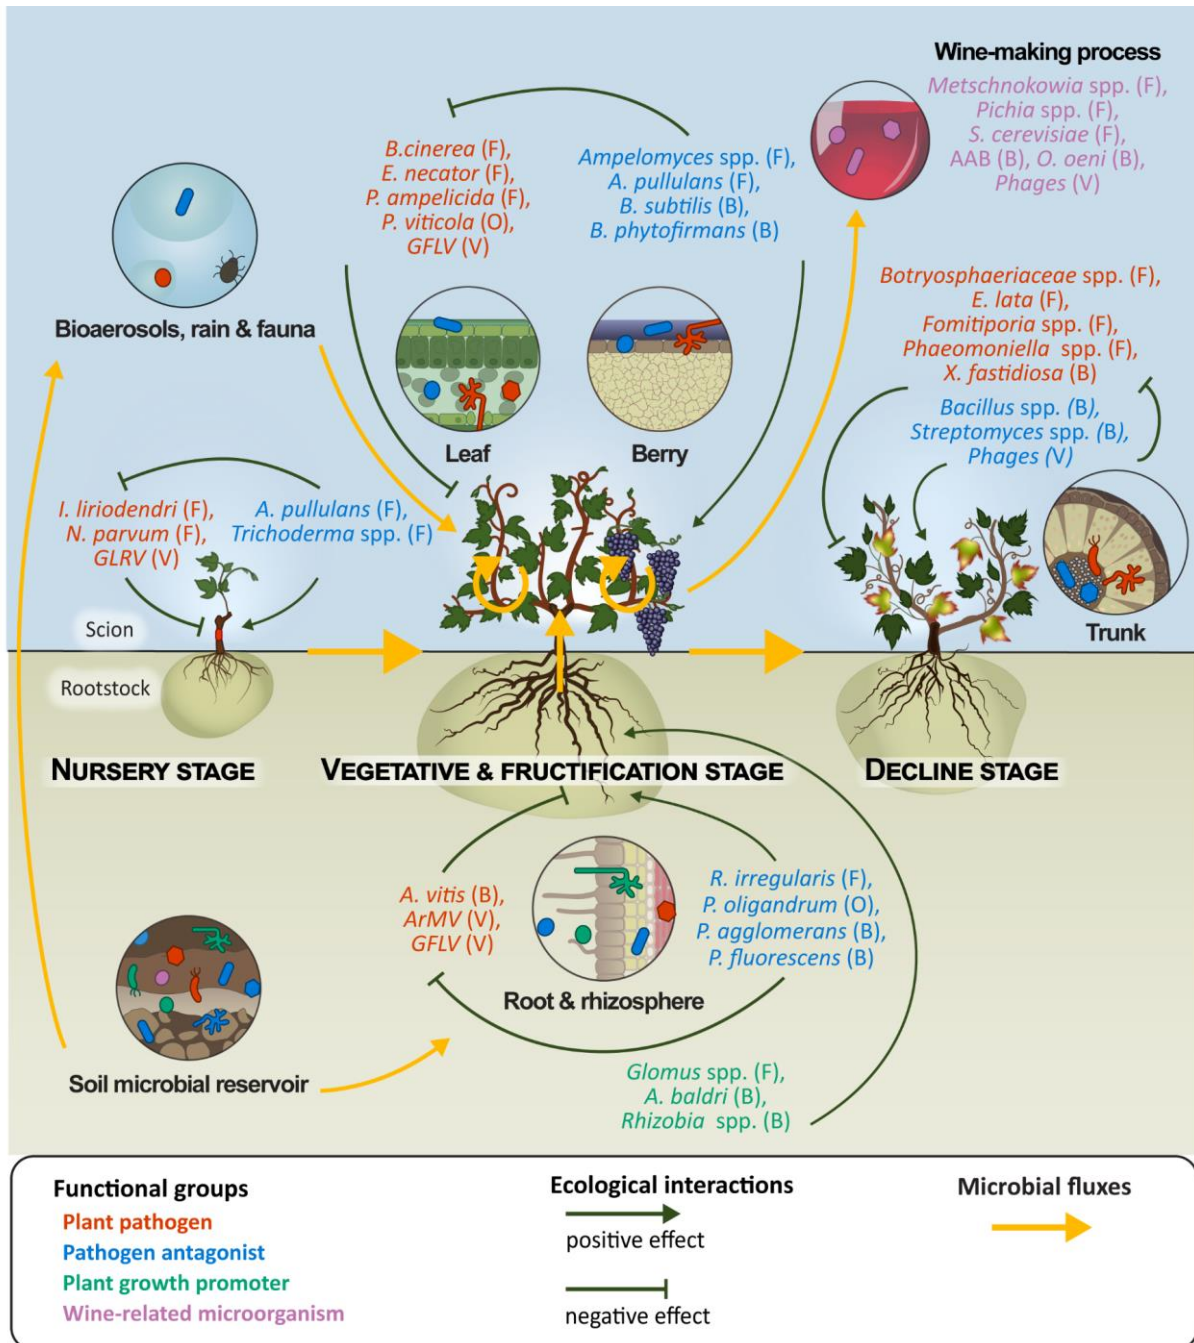 Wine-making process
Metschnokowia spp. (F),
Pichia spp. (F),
S. cerevisiae (F),
AAB (B), O. oeni (B),
Phages (V)
B.cinerea (F),
E. necator (F),
P. ampelicida (F),
P. viticola (O),
GFLV (V)
Ampelomyces spp. (F),
A. pullulans (F),
B. subtilis (B),
B. phytofirmans (B)
Bioaerosols, rain & fauna
Leaf
Berry
Botryosphaeriaceae spp. (F),
E. lata (F),
Fomitiporia spp. (F),
Phaeomoniella spp. (F),
X. fastidiosa (B)
Bacillus spp. (B),
Streptomyces spp. (B),
Phages (V)
Trunk
I. liriodendri (F),
N. parvum (F),
GLRV (V)
A. pullulans (F),
Trichoderma spp. (F)
Scion
Rootstock
NURSERY STAGE
VEGETATIVE & FRUCTIFICATION STAGE
DECLINE STAGE
A. vitis (B),
ArMV (V),
GFLV (V)
R. irregularis (F),
P. oligandrum (O),
P. agglomerans (B),
P. fluorescens (B)
Root & rhizosphere
Soil microbial reservoir
Glomus spp. (F),
A. baldri (B),
Rhizobia spp. (B)
Functional groups
Plant pathogen
Pathogen antagonist
Plant growth promoter
Wine-related microorganism
Ecological interactions
positive effect
negative effect
Microbial fluxes